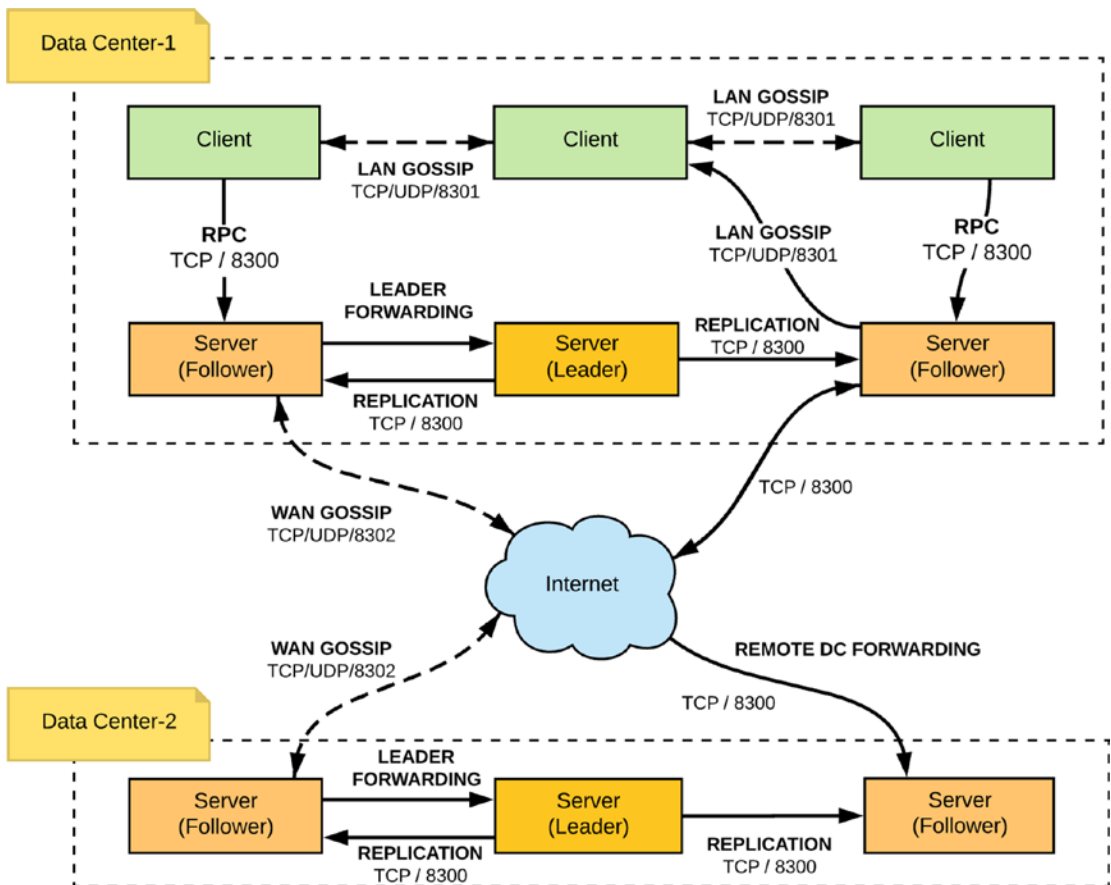 Data Center-1
LAN GOSSIP
TCP/UDP/8301
Client
Client
Client
LAN GOSSIP
TCP/UDP/8301
RPC
TCP / 8300
LAN GOSSIP
TCP/UDP/8301
RPC
TCP / 8300
LEADER
FORWARDING
Server
(Follower)
Server
(Leader)
REPLICATION
TCP / 8300
Server
(Follower)
REPLICATION
TCP / 8300
TCP / 8300
WAN GOSSIP
TCP/UDP/8302
Internet
WAN GOSSIP
TCP/UDP/8302
REMOTE DC FORWARDING
TCP / 8300
Data Center-2
LEADER
FORWARDING
Server
(Follower)
Server
(Leader)
Server
(Follower)
REPLICATION
TCP / 8300
REPLICATION
TCP / 8300